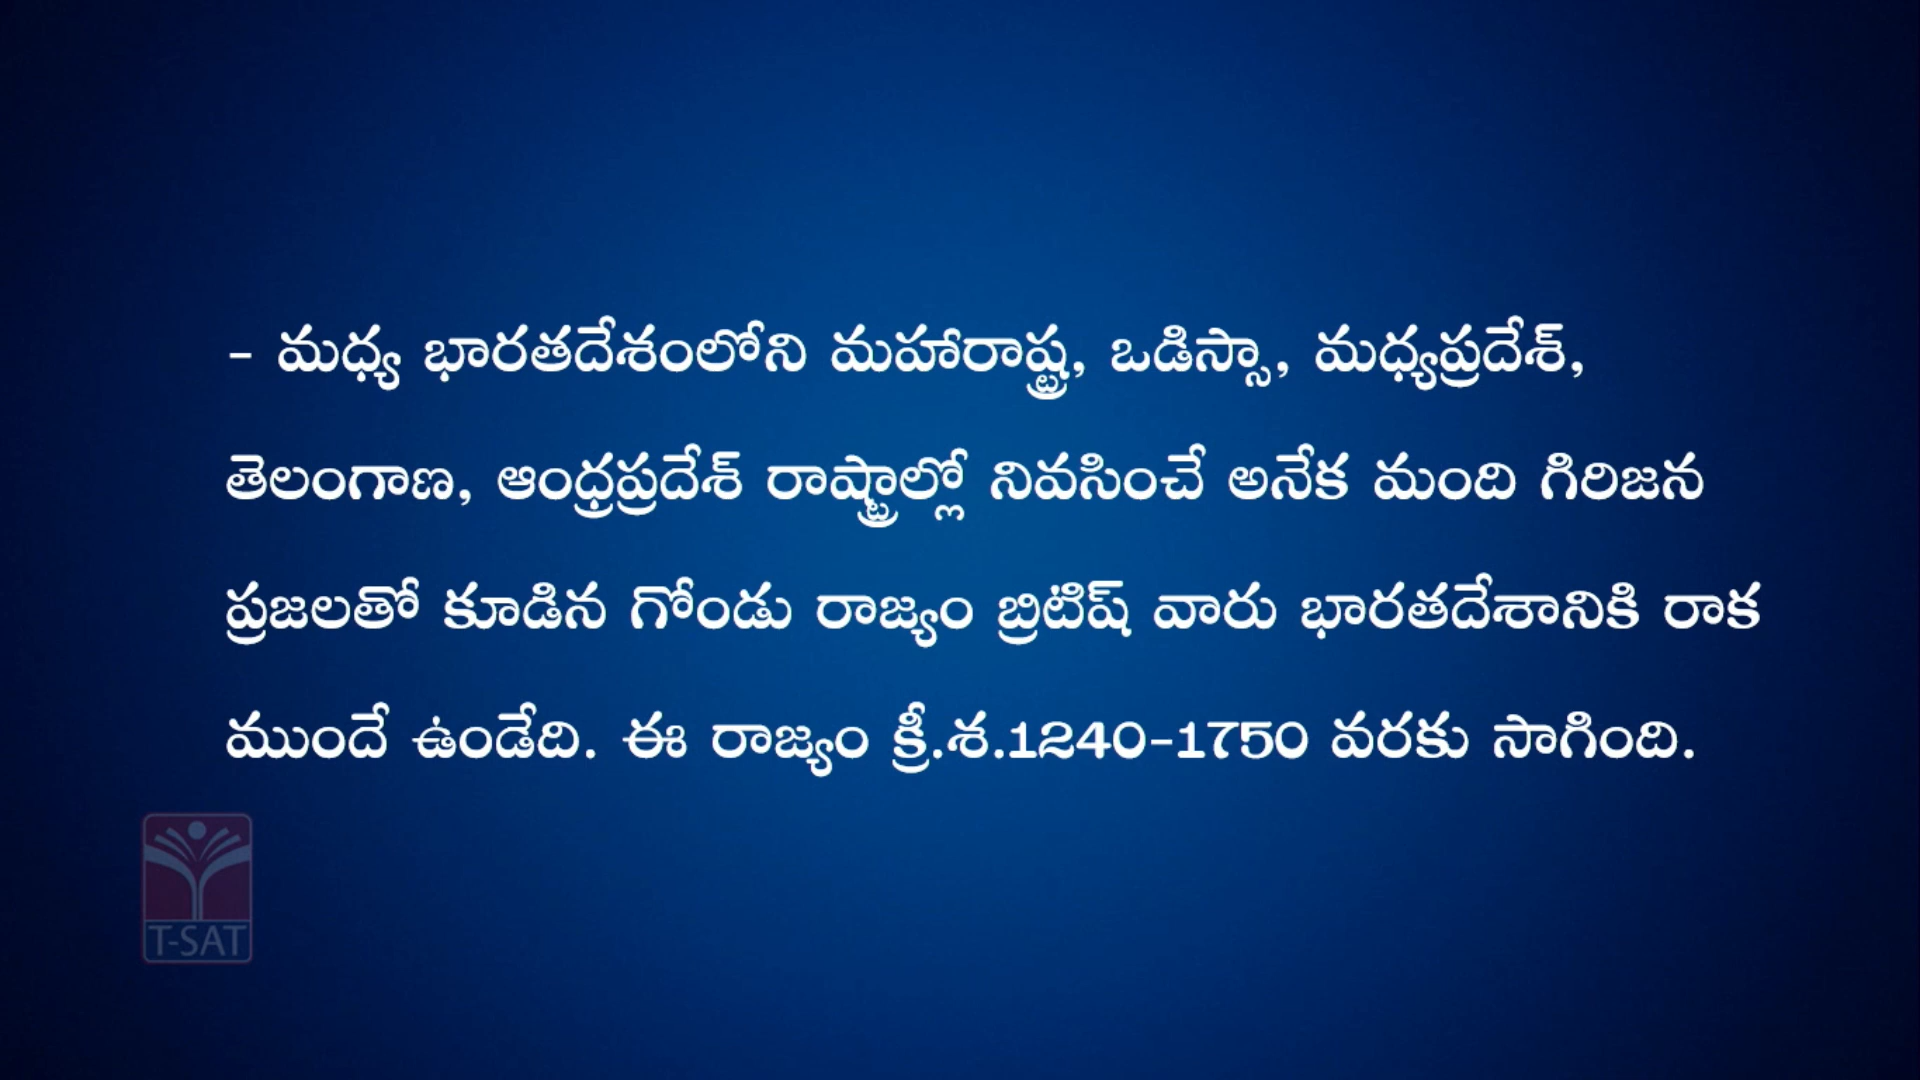 - మధ్య భారతదేశంలోని మహారాష్ట్ర, ఒడిస్సా, మధ్యప్రదేశ్,
తెలంగాణ, ఆంధ్రప్రదేశ్ రాష్ట్రాల్లో నివసించే అనేక మంది గిరిజన
ప్రజలతో కూడిన గోండు రాజ్యం బ్రిటిష్ వారు భారతదేశానికి రాక
ముందే ఉండేది. ఈ రాజ్యం క్రీ.శ.1240-1750 వరకు సాగింది.
T-SAT